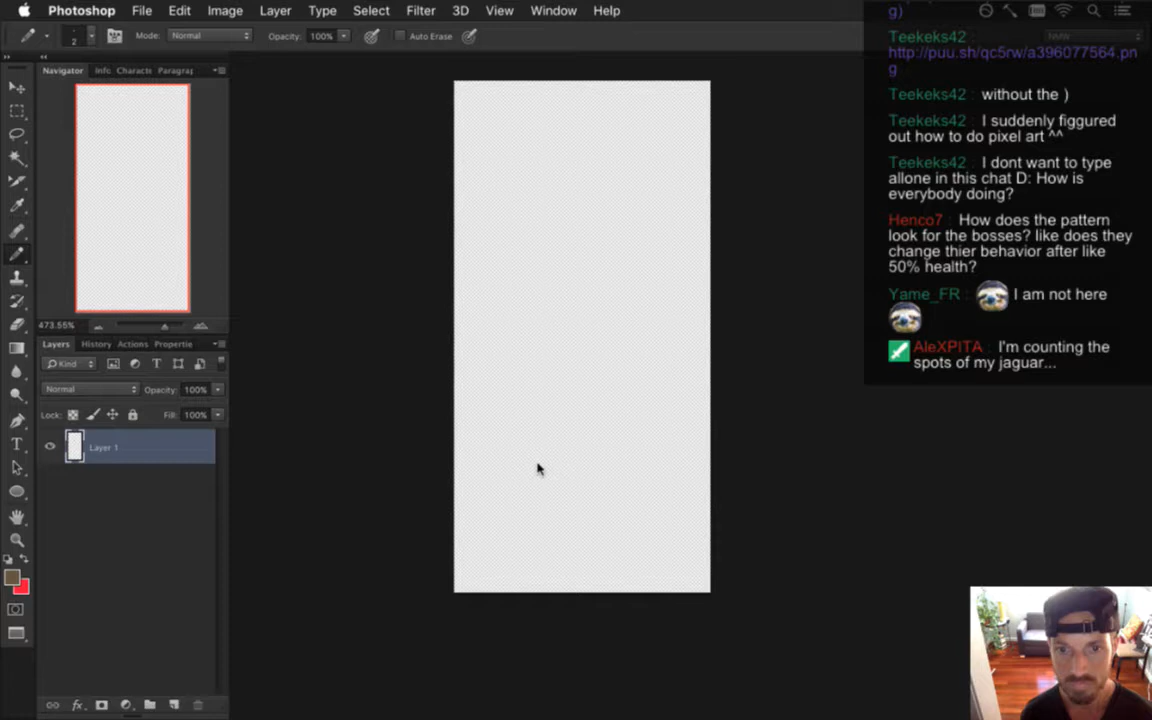 Photoshop File Edit Image Layer Type Select Filter 3D View Window Help
2 Mode: Normal Opacity: 100% Auto Erase
Navigator Info Charact Paragrap
473.55%
Layers History Actions Propertie
Kind
Normal Opacity: 100%
Lock: Fill: 100%
Layer 1
fx
g)
Teekeks42 :
http://puu.sh/qc5rw/a396077564.pn
g
Teekeks42 : without the )
Teekeks42 : I suddenly figgured
out how to do pixel art ^^
Teekeks42 : I dont want to type
allone in this chat D: How is
everybody doing?
Henco7 : How does the pattern
look for the bosses? like does they
change thier behavior after like
50% health?
Yame_FR : I am not here
AleXPITA : I'm counting the
spots of my jaguar...